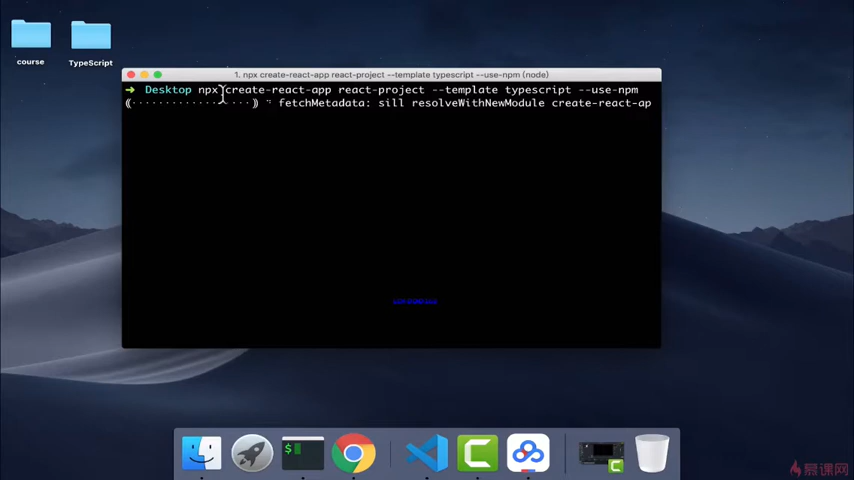 course
TypeScript
1. npx create-react-app react-project --template typescript --use-npm (node)
➜ Desktop npx create-react-app react-project --template typescript --use-npm
⸨·················⸩ ⠋ fetchMetadata: sill resolveWithNewModule create-react-ap
$
慕课网